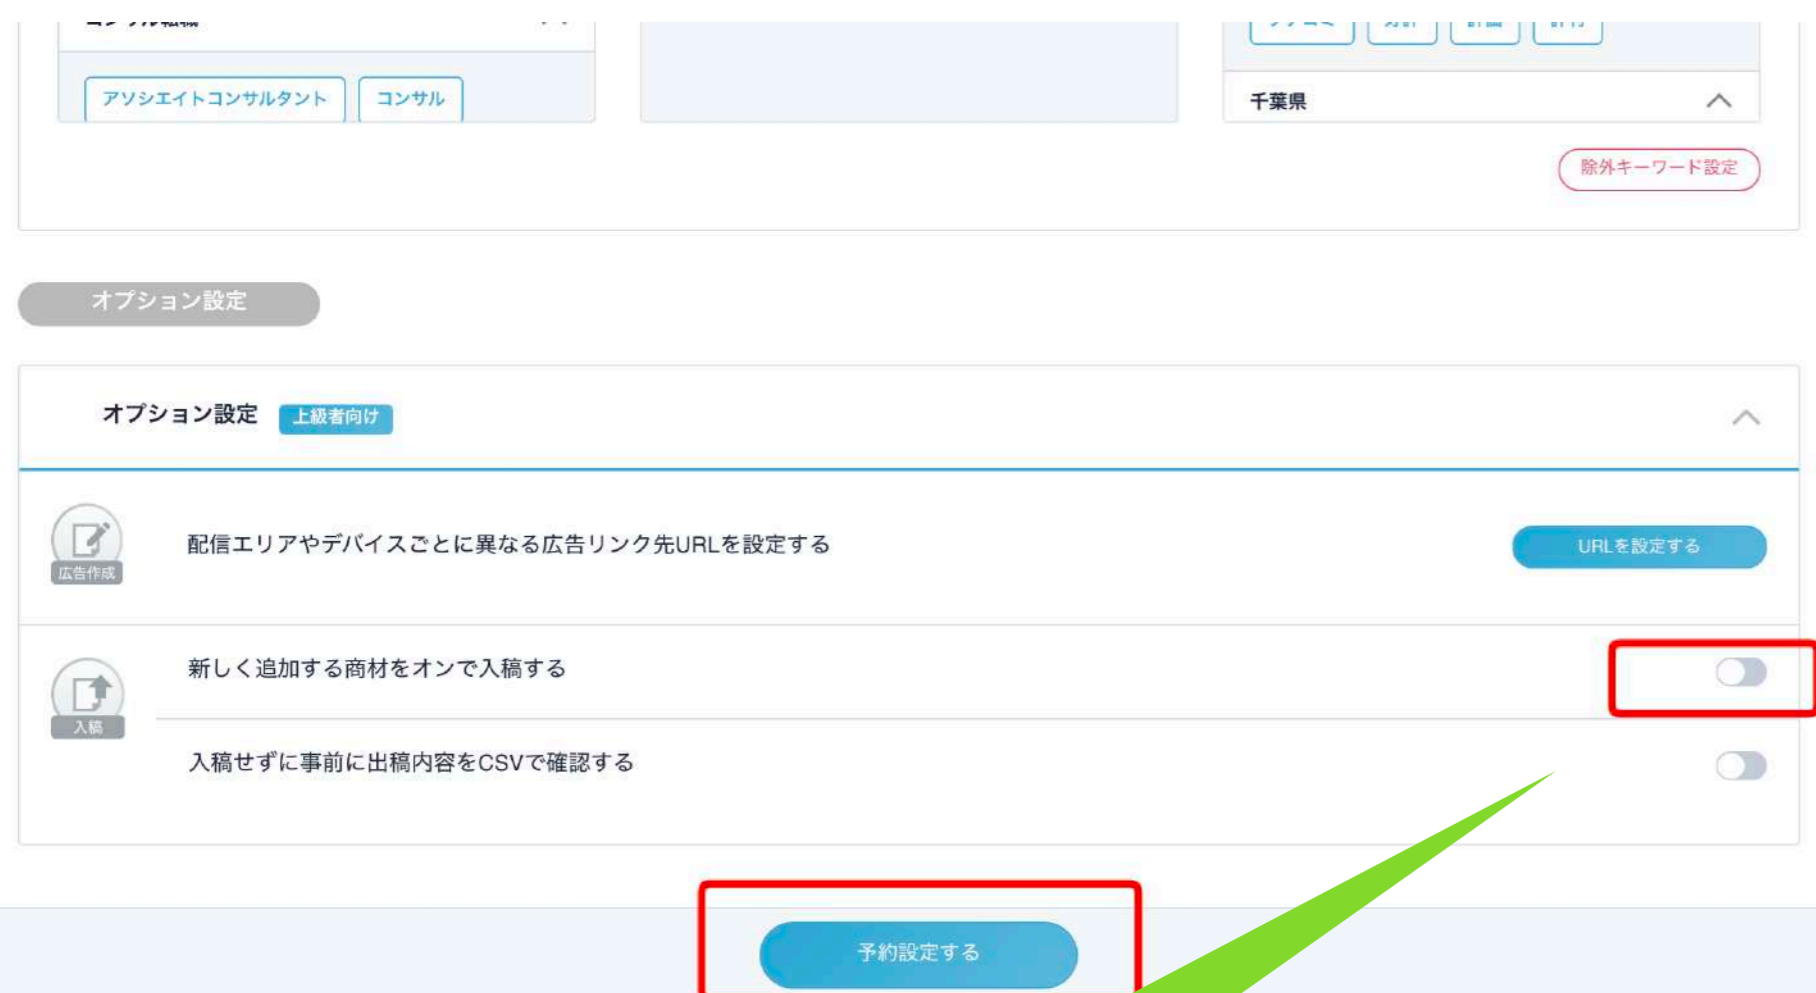 アソシエイトコンサルタント
コンサル
千葉県
除外キーワード設定
オプション設定
オプション設定
上級者向け
広告作成
配信エリアやデバイスごとに異なる広告リンク先URLを設定する
URLを設定する
入稿
新しく追加する商材をオンで入稿する
入稿せずに事前に出稿内容をCSVで確認する
予約設定する